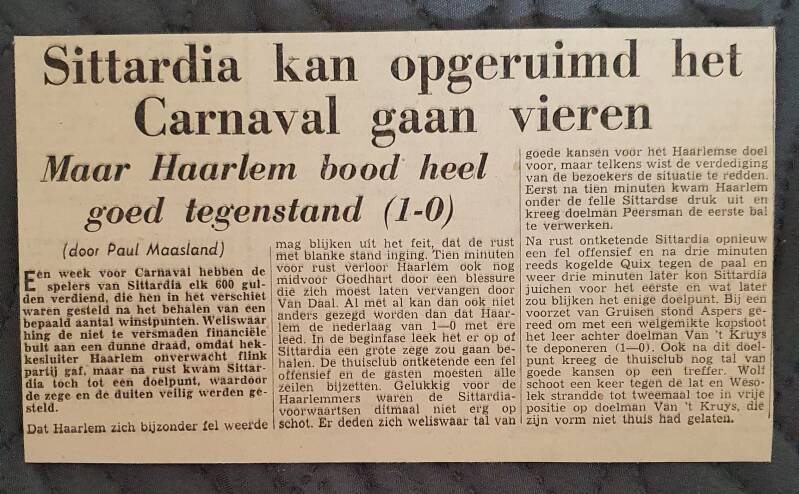 Sittardia kan opgeruimd het
Carnaval gaan vieren
Maar Haarlem bood heel
goed tegenstand (1-0)
(door Paul Maasland)
Een week voor Carnaval hebben de
spelers van Sittardia elk 600 gul-
den verdiend, die hen in het verschiet
waren gesteld na het behalen van een
bepaald aantal winstpunten. Weliswaar
hing de niet te versmaden financiële
buit aan een dunne draad, omdat hek-
kesluiter Haarlem onverwacht flink
partij gaf, maar na rust kwam Sittar-
dia toch tot een doelpunt, waardoor
de zege en de duiten veilig werden ge-
steld.
Dat Haarlem zich bijzonder fel weerde
mag blijken uit het feit, dat de rust
met blanke stand inging. Tien minuten
voor rust verloor Haarlem ook nog
midvoor Goedhart door een blessure
die zich moest laten vervangen door
Van Daal. Al met al kan dan ook niet
anders gezegd worden dan dat Haar-
lem de nederlaag van 1—0 met ere
leed. In de beginfase leek het er op of
Sittardia een grote zege zou gaan be-
halen. De thuisclub ontketende een fel
offensief en de gasten moesten alle
zeilen bijzetten. Gelukkig voor de
Haarlemmers waren de Sittardia-
voorwaartsen ditmaal niet erg op
schot. Er deden zich weliswaar tal van
goede kansen voor het Haarlemse doel
voor, maar telkens wist de verdediging
van de bezoekers de situatie te redden.
Eerst na tien minuten kwam Haarlem
onder de felle Sittardse druk uit en
kreeg doelman Peersman de eerste bal
te verwerken.
Na rust ontketende Sittardia opnieuw
een fel offensief en na drie minuten
reeds kogelde Quix tegen de paal en
weer drie minuten later kon Sittardia
juichen voor het eerste en wat later
zou blijken het enige doelpunt. Bij een
voorzet van Gruisen stond Aspers ge-
reed om met een welgemikte kopstoot
het leer achter doelman Van 't Kruys
te deponeren (1—0). Ook na dit doel-
punt kreeg de thuisclub nog tal van
goede kansen op een treffer. Wolf
schoot een keer tegen de lat en Weso-
lek strandde tot tweemaal toe in vrije
positie op doelman Van 't Kruys, die
zijn vorm niet thuis had gelaten.